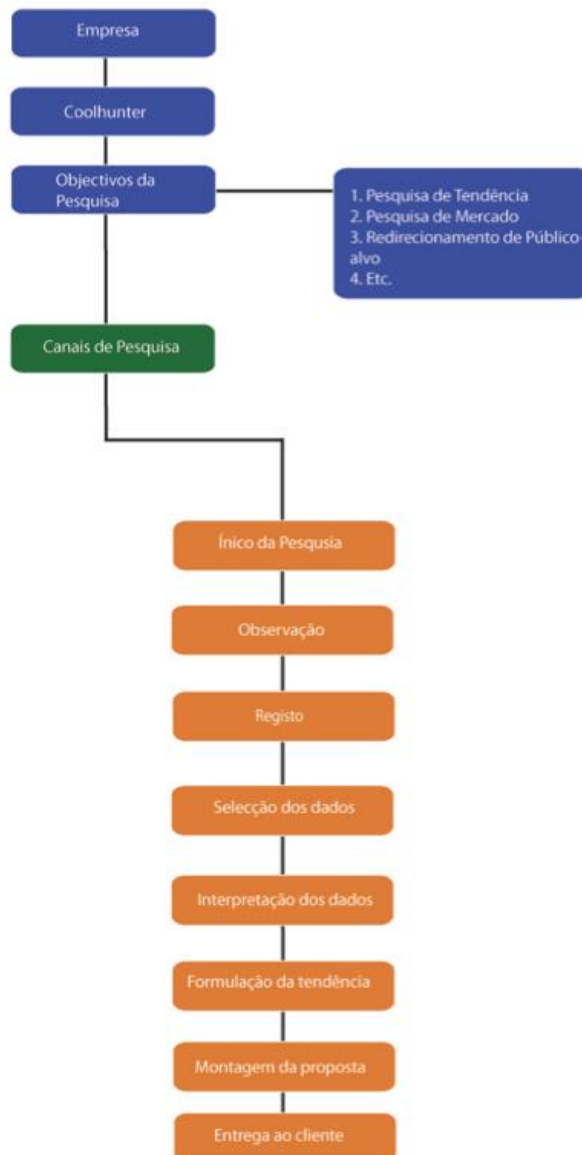 Empresa
Coolhunter
Objectivos da
Pesquisa
1. Pesquisa de Tendência
2. Pesquisa de Mercado
3. Redirecionamento de Público-
alvo
4. Etc.
Canais de Pesquisa
Ínico da Pesqusia
Observação
Registo
Selecção dos dados
Interpretação dos dados
Formulação da tendência
Montagem da proposta
Entrega ao cliente